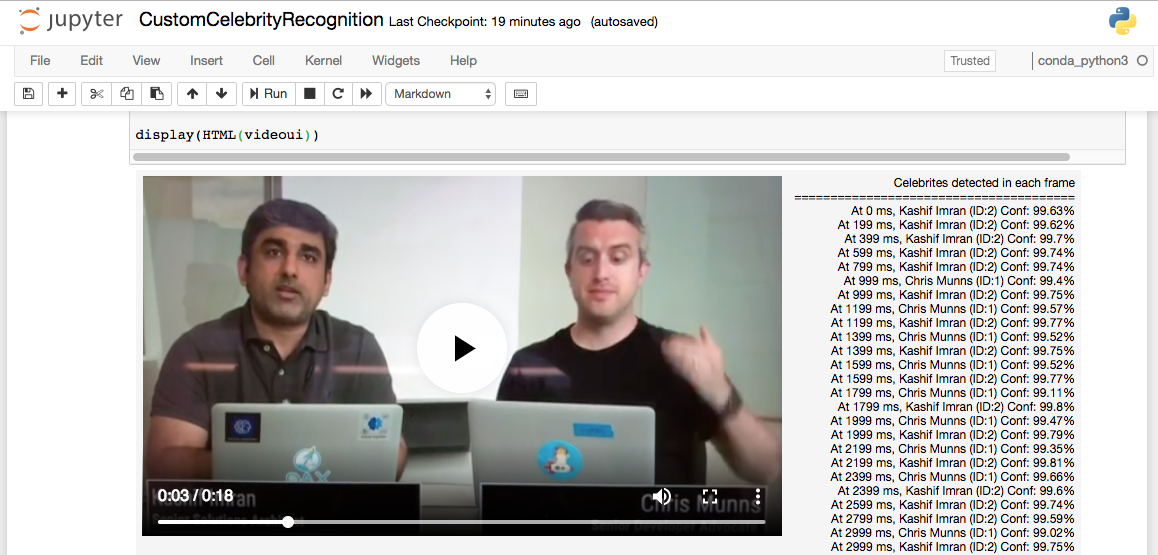 jupyter CustomCelebrityRecognition Last Checkpoint: 19 minutes ago (autosaved)
File Edit View Insert Cell Kernel Widgets Help Trusted conda_python3
Run Markdown
display(HTML(videoui))
Celebrites detected in each frame
=======================================
At 0 ms, Kashif Imran (ID:2) Conf: 99.63%
At 199 ms, Kashif Imran (ID:2) Conf: 99.62%
At 399 ms, Kashif Imran (ID:2) Conf: 99.7%
At 599 ms, Kashif Imran (ID:2) Conf: 99.74%
At 799 ms, Kashif Imran (ID:2) Conf: 99.74%
At 999 ms, Chris Munns (ID:1) Conf: 99.4%
At 999 ms, Kashif Imran (ID:2) Conf: 99.75%
At 1199 ms, Chris Munns (ID:1) Conf: 99.57%
At 1199 ms, Kashif Imran (ID:2) Conf: 99.77%
At 1399 ms, Chris Munns (ID:1) Conf: 99.52%
At 1399 ms, Kashif Imran (ID:2) Conf: 99.75%
At 1599 ms, Chris Munns (ID:1) Conf: 99.52%
At 1599 ms, Kashif Imran (ID:2) Conf: 99.77%
At 1799 ms, Chris Munns (ID:1) Conf: 99.11%
At 1799 ms, Kashif Imran (ID:2) Conf: 99.8%
At 1999 ms, Chris Munns (ID:1) Conf: 99.47%
At 1999 ms, Kashif Imran (ID:2) Conf: 99.79%
At 2199 ms, Chris Munns (ID:1) Conf: 99.35%
At 2199 ms, Kashif Imran (ID:2) Conf: 99.81%
At 2399 ms, Chris Munns (ID:1) Conf: 99.66%
At 2399 ms, Kashif Imran (ID:2) Conf: 99.6%
At 2599 ms, Kashif Imran (ID:2) Conf: 99.74%
At 2799 ms, Kashif Imran (ID:2) Conf: 99.59%
At 2999 ms, Chris Munns (ID:1) Conf: 99.02%
At 2999 ms, Kashif Imran (ID:2) Conf: 99.75%
0:03 / 0:18
Kashif Imran
Senior Solutions Architect
Chris Munns
Senior Developer Advocate